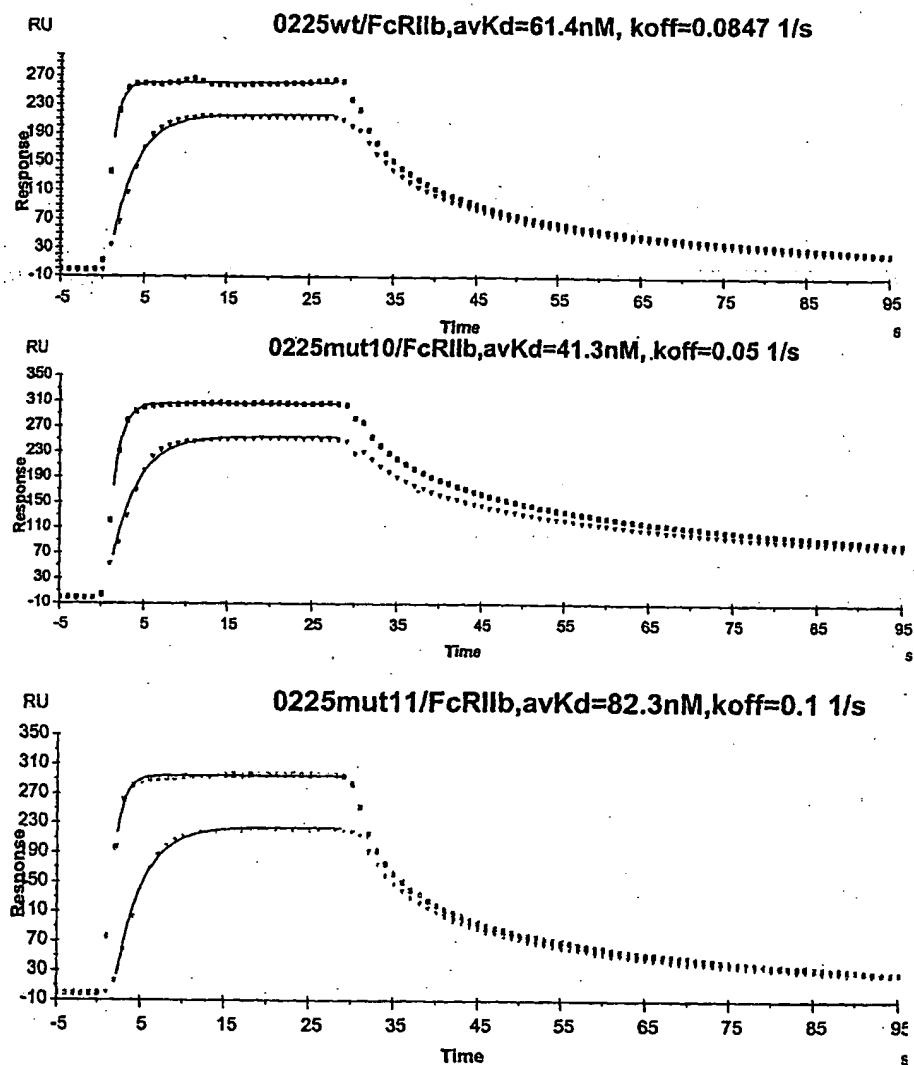 RU
0225wt/FcRIIb,avKd=61.4nM, koff=0.0847 1/s
270
230
190
150
110
70
30
-10
Response
-5 5 15 25 35 45 55 65 75 85 95
Time
s
RU
0225mut10/FcRIIb,avKd=41.3nM, koff=0.05 1/s
350
310
270
230
190
150
110
70
30
-10
Response
-5 5 15 25 35 45 55 65 75 85 95
Time
s
RU
0225mut11/FcRIIb,avKd=82.3nM,koff=0.1 1/s
350
310
270
230
190
150
110
70
30
-10
Response
-5 5 15 25 35 45 55 65 75 85 95
Time
s